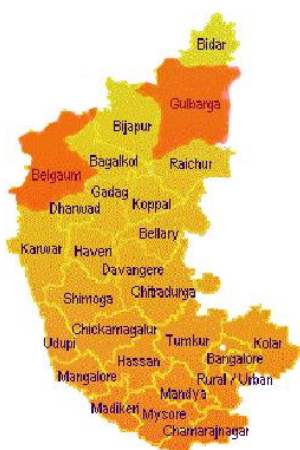 Bidar
Gulbarga
Bijapur
Bagalkot
Raichur
Belgaum
Gadag
Koppal
Dharwad
Bellary
Karwar
Haveri
Davangere
Chitradurga
Shimoga
Chickamagalur
Tumkur
Kolar
Udupi
Hassan
Bangalore
Rural / Urban
Mangalore
Mandya
Madikeri
Mysore
Chamarajnagar